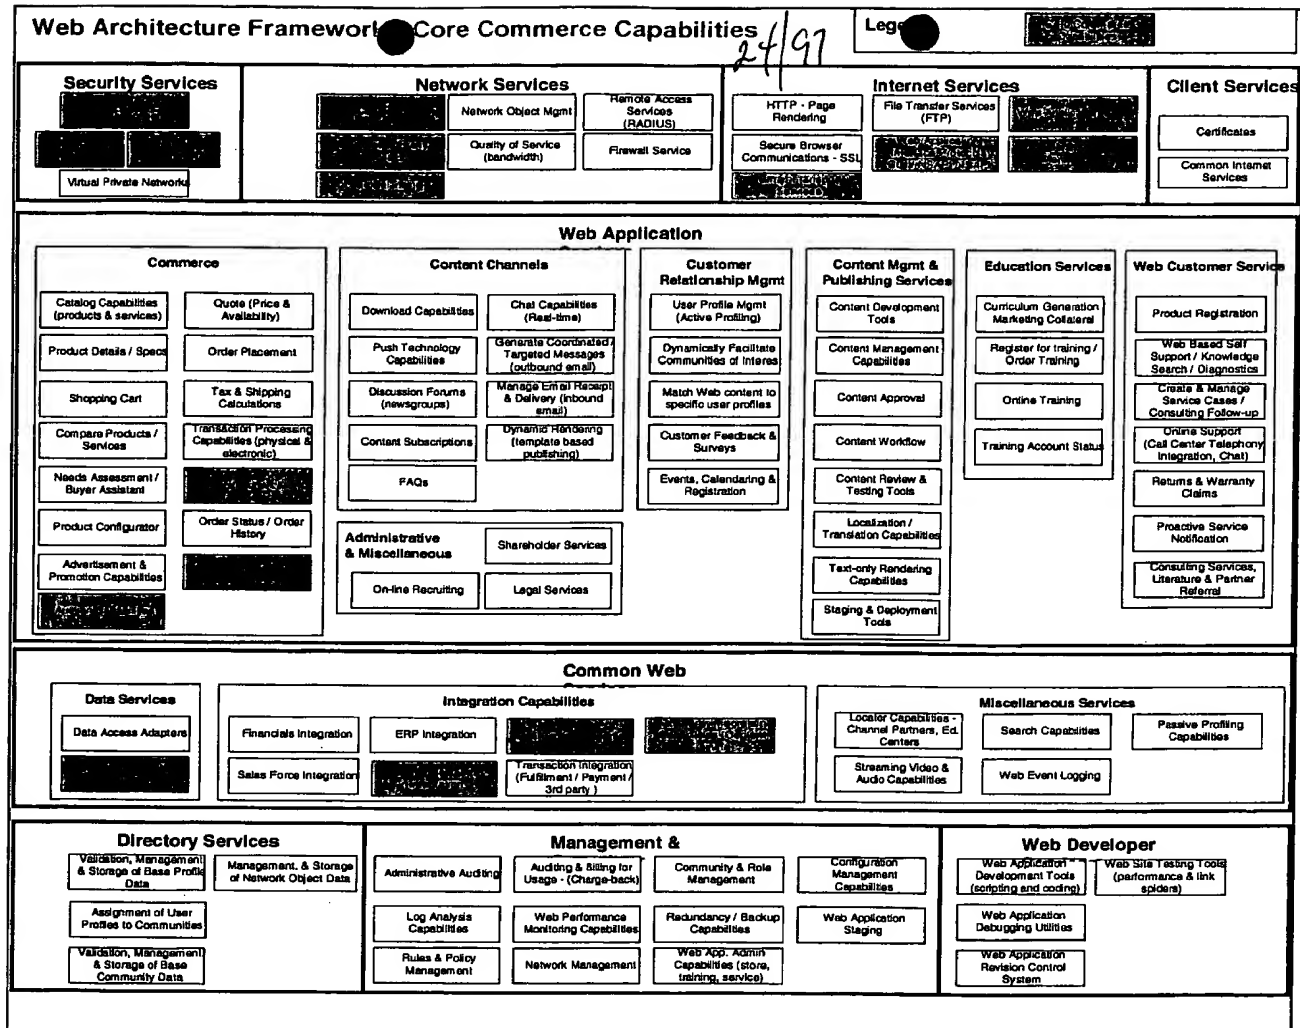 Web Architecture Framework Core Commerce Capabilities
24/97
Lege
Security Services
Virtual Private Networks
Network Services
Network Object Mgmt
Remote Access
Services
(RADIUS)
Quality of Service
(bandwidth)
Firewall Service
Internet Services
HTTP - Page
Rendering
File Transfer Services
(FTP)
Secure Browser
Communications - SSL
Client Services
Certificates
Common Internet
Services
Web Application
Commerce
Catalog Capabilities
(products & services)
Quote (Price &
Availability)
Product Details / Specs
Order Placement
Shopping Cart
Tax & Shipping
Calculations
Compare Products /
Services
Transaction Processing
Capabilities (physical &
electronic)
Needs Assessment /
Buyer Assistant
Product Configurator
Order Status / Order
History
Advertisement &
Promotion Capabilities
Content Channels
Download Capabilities
Chat Capabilities
(Real-time)
Push Technology
Capabilities
Generate Coordinated /
Targeted Messages
(outbound email)
Discussion Forums
(newsgroups)
Manage Email Receipt
& Delivery (inbound
email)
Content Subscriptions
Dynamic Rendering
(template based
publishing)
FAQs
Administrative
& Miscellaneous
Shareholder Services
On-line Recruiting
Legal Services
Customer
Relationship Mgmt
User Profile Mgmt
(Active Profiling)
Dynamically Facilitate
Communities of Interes
Match Web content to
specific user profiles
Customer Feedback &
Surveys
Events, Calendaring &
Registration
Content Mgmt &
Publishing Services
Content Development
Tools
Content Management
Capabilities
Content Approval
Content Workflow
Content Review &
Testing Tools
Localization /
Translation Capabilities
Text-only Rendering
Capabilities
Staging & Deployment
Tools
Education Services
Curriculum Generation
Marketing Collateral
Register for training /
Order Training
Online Training
Training Account Status
Web Customer Service
Product Registration
Web Based Self
Support / Knowledge
Search / Diagnostics
Create & Manage
Service Cases /
Consulting Follow-up
Online Support
(Call Center Telephony
Integration, Chat)
Returns & Warranty
Claims
Proactive Service
Notification
Consulting Services,
Literature & Partner
Referral
Common Web
Data Services
Data Access Adapters
Integration Capabilities
Financials Integration
ERP Integration
Sales Force Integration
Transaction Integration
(Fulfilment / Payment /
3rd party )
Miscellaneous Services
Locator Capabilities -
Channel Partners, Ed.
Centers
Search Capabilities
Passive Profiling
Capabilities
Streaming Video &
Audio Capabilities
Web Event Logging
Directory Services
Validation, Management
& Storage of Base Profile
Data
Management, & Storage
of Network Object Data
Assignment of User
Profiles to Communities
Validation, Management
& Storage of Base
Community Data
Management &
Administrative Auditing
Auditing & Billing for
Usage - (Charge-back)
Community & Role
Management
Configuration
Management
Capabilities
Log Analysis
Capabilities
Web Performance
Monitoring Capabilities
Redundancy / Backup
Capabilities
Web Application
Staging
Rules & Policy
Management
Network Management
Web App. Admin
Capabilities (store,
training, service)
Web Developer
Web Application
Development Tools
(scripting and coding)
Web Site Testing Tools
(performance & link
spiders)
Web Application
Debugging Utilities
Web Application
Revision Control
System